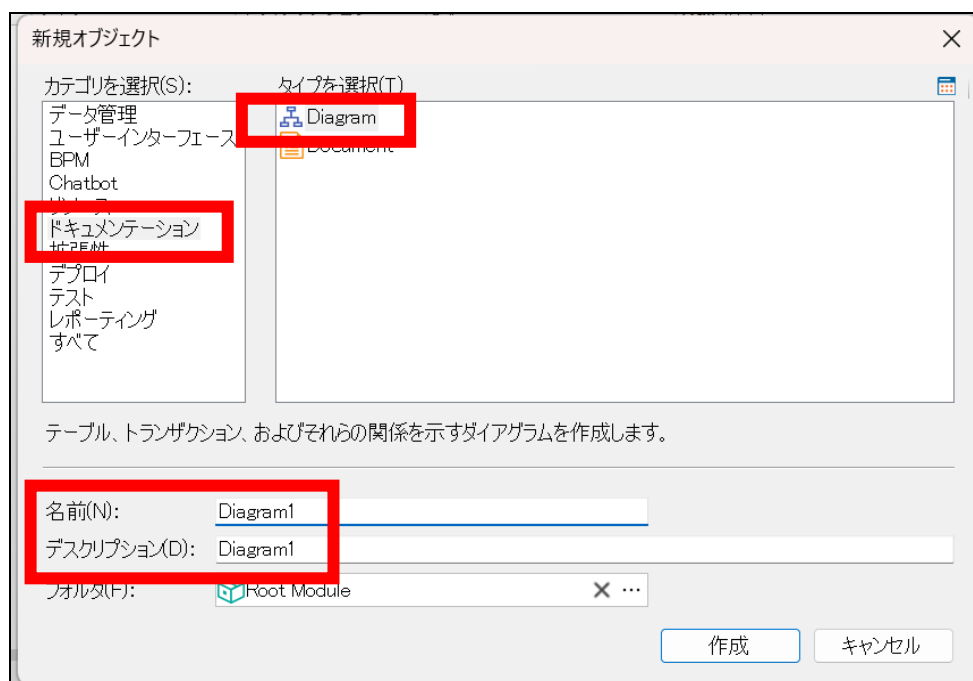 新規オブジェクト
カテゴリを選択(S):
タイプを選択(T)
データ管理
ユーザーインターフェース
BPM
Chatbot
ドキュメンテーション
拡張性
デプロイ
テスト
レポーティング
すべて
Diagram
Document
テーブル、トランザクション、およびそれらの関係を示すダイアグラムを作成します。
名前(N):
Diagram1
デスクリプション(D):
Diagram1
フォルダ(F):
Root Module
作成
キャンセル